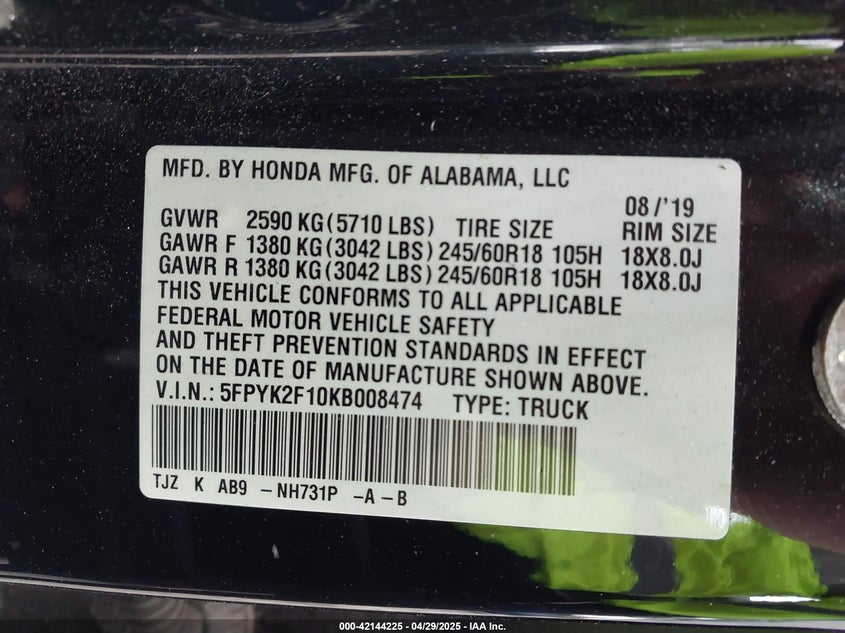 MFD. BY HONDA MFG. OF ALABAMA, LLC
08/'19
GVWR 2590 KG(5710 LBS) TIRE SIZE RIM SIZE
GAWR F 1380 KG(3042 LBS) 245/60R18 105H 18X8.0J
GAWR R 1380 KG(3042 LBS) 245/60R18 105H 18X8.0J
THIS VEHICLE CONFORMS TO ALL APPLICABLE
FEDERAL MOTOR VEHICLE SAFETY
AND THEFT PREVENTION STANDARDS IN EFFECT
ON THE DATE OF MANUFACTURE SHOWN ABOVE.
V.I.N.: 5FPYK2F10KB008474 TYPE: TRUCK
TJZ K AB9 -NH731P -A -B
000-42144225 - 04/29/2025 - IAA Inc.